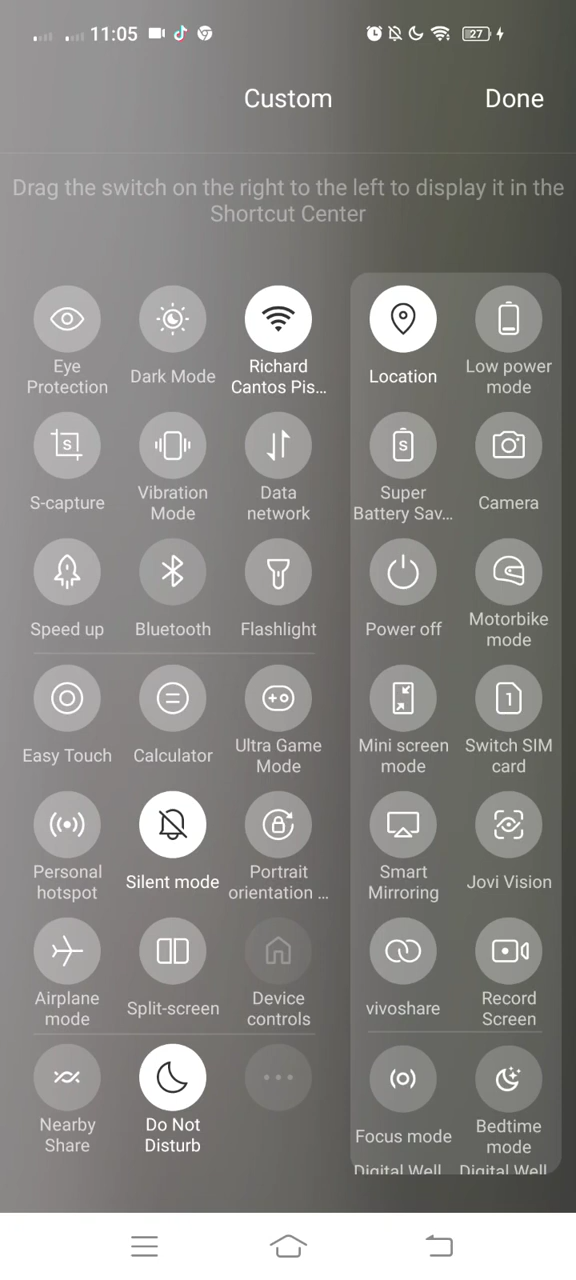 11:05
27
Custom
Done
Drag the switch on the right to the left to display it in the
Shortcut Center
Eye
Protection
Dark Mode
Richard
Cantos Pis...
Location
Low power
mode
S-capture
Vibration
Mode
Data
network
Super
Battery Sav...
Camera
Speed up
Bluetooth
Flashlight
Power off
Motorbike
mode
Easy Touch
Calculator
Ultra Game
Mode
Mini screen
mode
Switch SIM
card
Personal
hotspot
Silent mode
Portrait
orientation ...
Smart
Mirroring
Jovi Vision
Airplane
mode
Split-screen
Device
controls
vivoshare
Record
Screen
Nearby
Share
Do Not
Disturb
Focus mode
Bedtime
mode
Digital Well
Digital Well